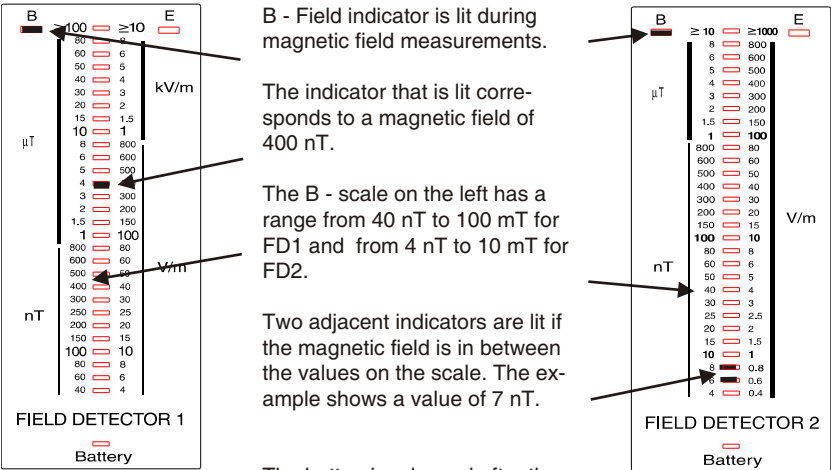 B E
≥100 ≥10
80 8
60 6
50 5
40 4
kV/m
30 3
20 2
15 1.5
10 1
μT
8 800
6 600
5 500
4
3 300
2 200
1.5 150
1 100
800 80
600 60
V/m
500 50
400 40
300 30
nT
250 25
200 20
150 15
100 10
80 8
60 6
40 4
FIELD DETECTOR 1
Battery
B - Field indicator is lit during
magnetic field measurements.
The indicator that is lit corre-
sponds to a magnetic field of
400 nT.
The B - scale on the left has a
range from 40 nT to 100 mT for
FD1 and from 4 nT to 10 mT for
FD2.
Two adjacent indicators are lit if
the magnetic field is in between
the values on the scale. The ex-
ample shows a value of 7 nT.
B E
≥ 10 ≥1000
8 800
6 600
5 500
4 400
μT
3 300
2 200
1.5 150
1 100
800 80
600 60
500 50
400 40
300 30
200 20
V/m
150 15
100 10
80 8
60 6
nT
50 5
40 4
30 3
25 2.5
20 2
15 1.5
10 1
8 0.8
6 0.6
4 0.4
FIELD DETECTOR 2
Battery